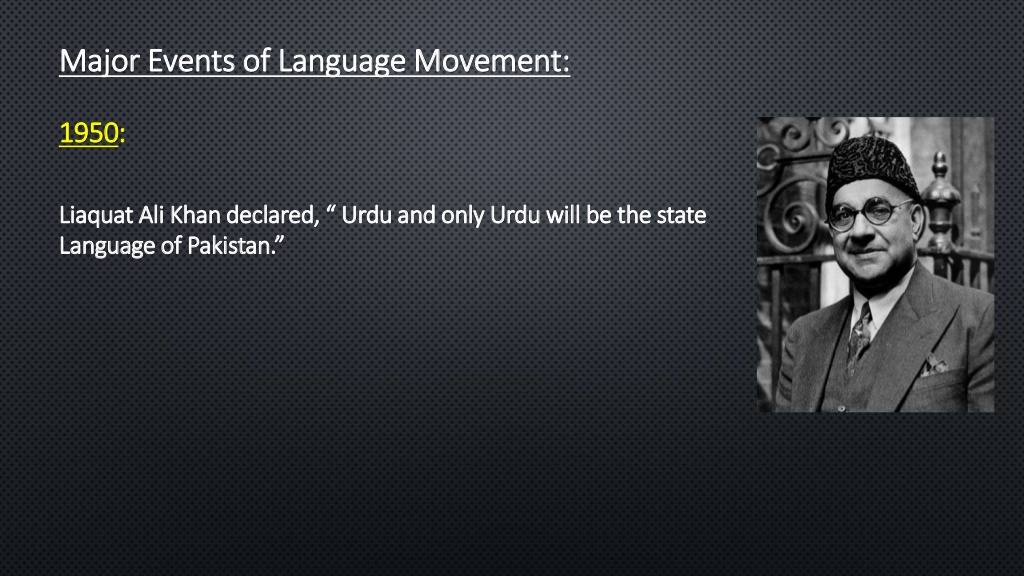 Major Events of Language Movement:
1950:
Liaquat Ali Khan declared, “ Urdu and only Urdu will be the state
Language of Pakistan.”